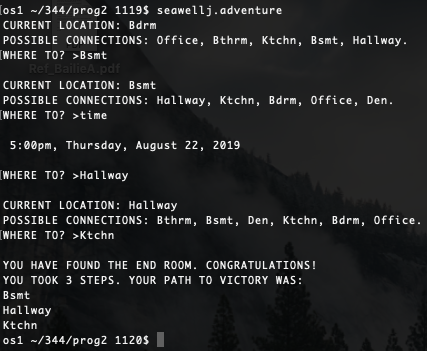 [os1 ~/344/prog2 1119$ seawellj.adventure
CURRENT LOCATION: Bdrm
POSSIBLE CONNECTIONS: Office, Bthrm, Ktchn, Bsmt, Hallway.
[WHERE TO? >Bsmt
Ret_BailieA.pdf
CURRENT LOCATION: Bsmt
POSSIBLE CONNECTIONS: Hallway, Ktchn, Bdrm, Office, Den.
[WHERE TO? >time
5:00pm, Thursday, August 22, 2019
[WHERE TO? >Hallway
CURRENT LOCATION: Hallway
POSSIBLE CONNECTIONS: Bthrm, Bsmt, Den, Ktchn, Bdrm, Office.
[WHERE TO? >Ktchn
YOU HAVE FOUND THE END ROOM. CONGRATULATIONS!
YOU TOOK 3 STEPS. YOUR PATH TO VICTORY WAS:
Bsmt
Hallway
Ktchn
os1 ~/344/prog2 1120$